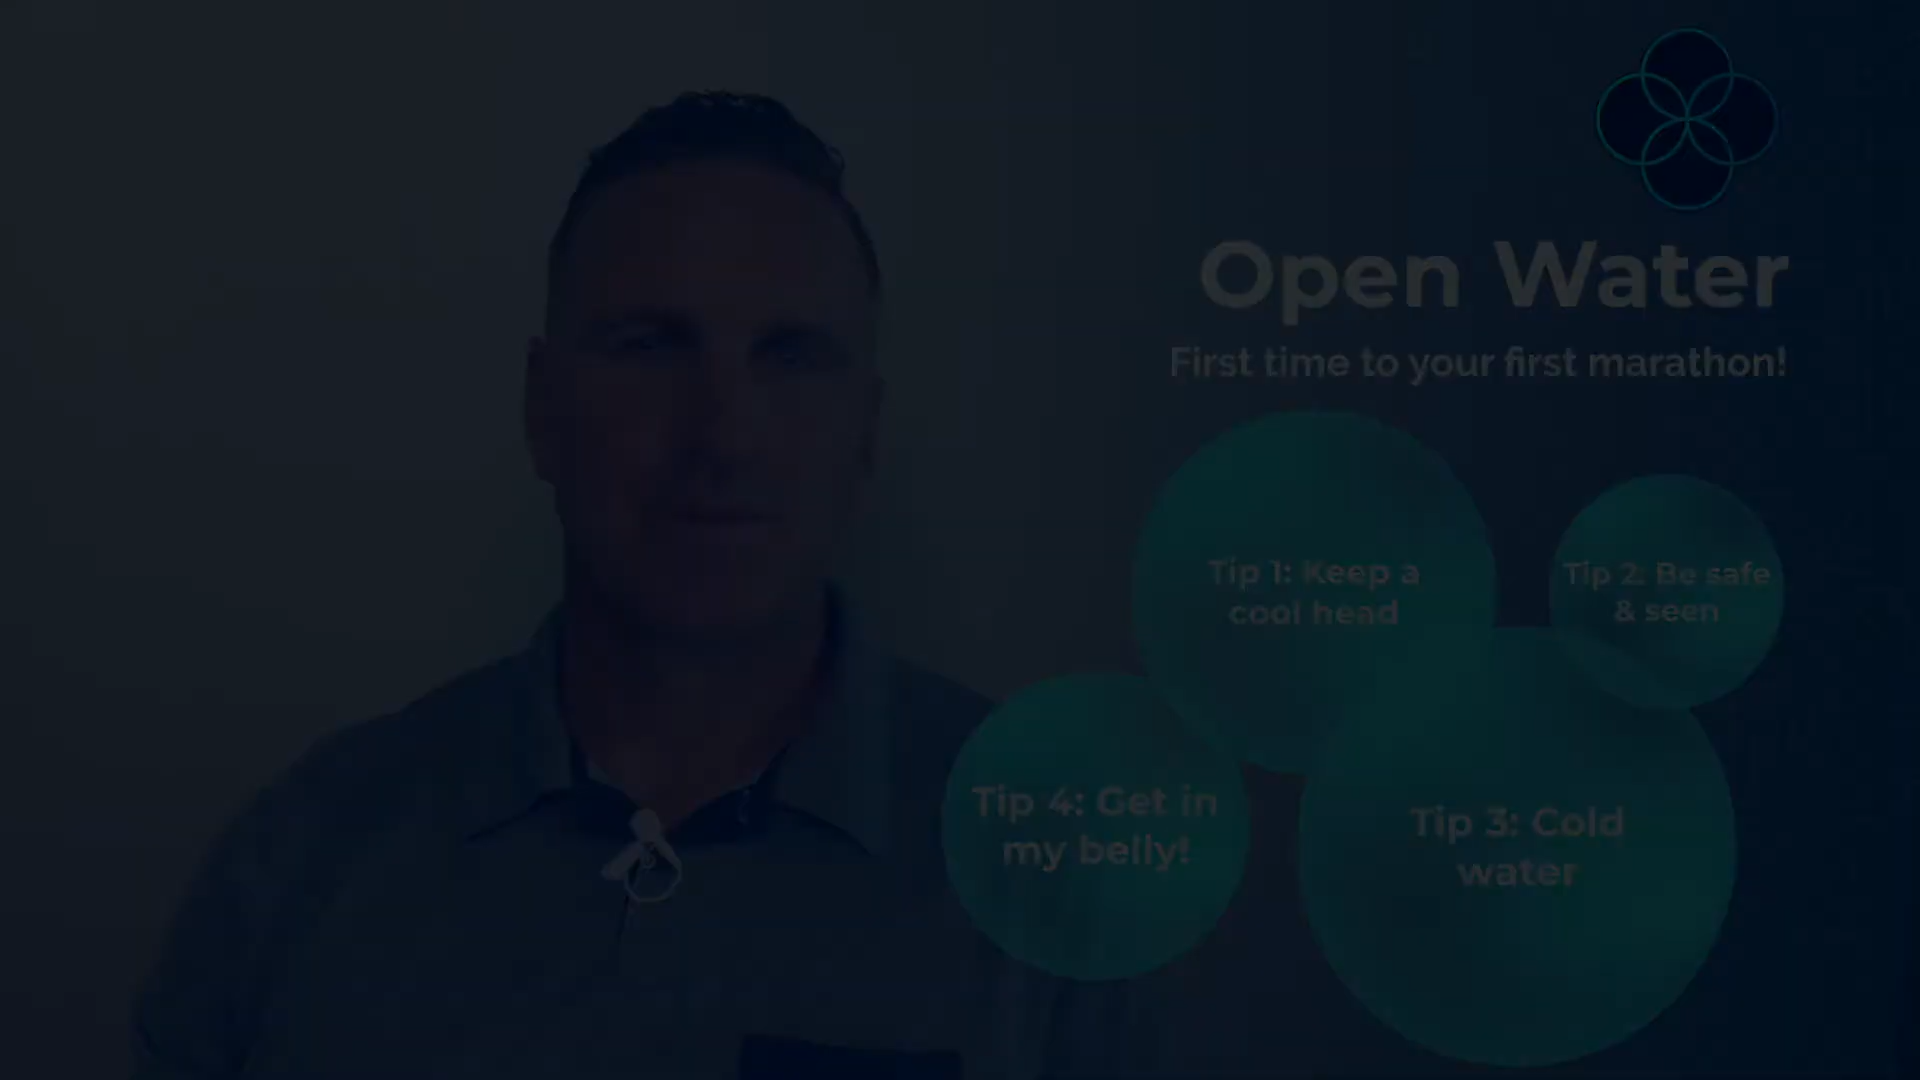 Open Water
First time to your first marathon!
Tip 1: Keep a
cool head
Tip 2: Be safe
& seen
Tip 4: Get in
my belly!
Tip 3: Cold
water